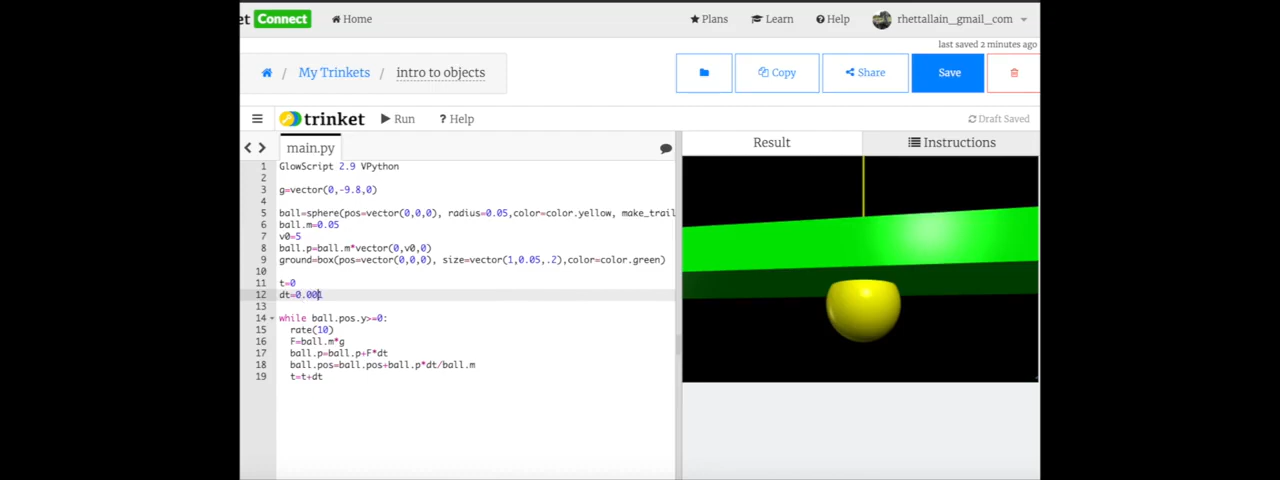 et Connect Home Plans Learn Help rhettallain_gmail_com
last saved 2 minutes ago
/ My Trinkets / intro to objects Copy Share Save
trinket Run ? Help Draft Saved
main.py Result Instructions
1 GlowScript 2.9 VPython
2
3 g=vector(0,-9.8,0)
4
5 ball=sphere(pos=vector(0,0,0), radius=0.05,color=color.yellow, make_trail
6 ball.m=0.05
7 v0=5
8 ball.p=ball.m*vector(0,v0,0)
9 ground=box(pos=vector(0,0,0), size=vector(1,0.05,.2),color=color.green)
10
11 t=0
12 dt=0.001
13
14 while ball.pos.y>=0:
15 rate(10)
16 F=ball.m*g
17 ball.p=ball.p+F*dt
18 ball.pos=ball.pos+ball.p*dt/ball.m
19 t=t+dt